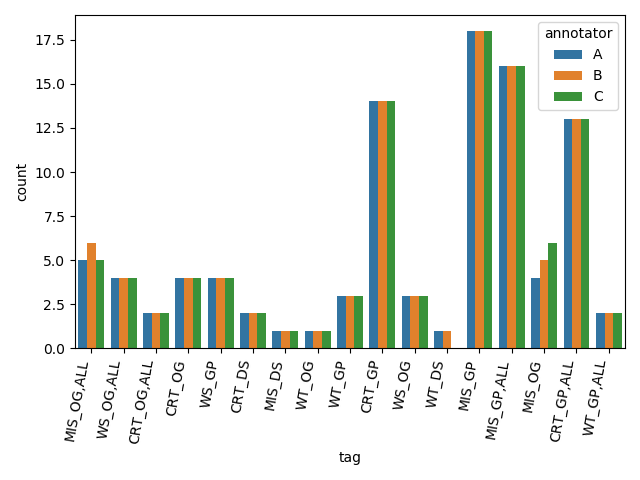 annotator
A
B
C
17.5
15.0
12.5
10.0
7.5
5.0
2.5
0.0
count
MIS_OG,ALL
WS_OG,ALL
CRT_OG,ALL
CRT_OG
WS_GP
CRT_DS
MIS_DS
WT_OG
WT_GP
CRT_GP
WS_OG
WT_DS
MIS_GP
MIS_GP,ALL
MIS_OG
CRT_GP,ALL
WT_GP,ALL
tag